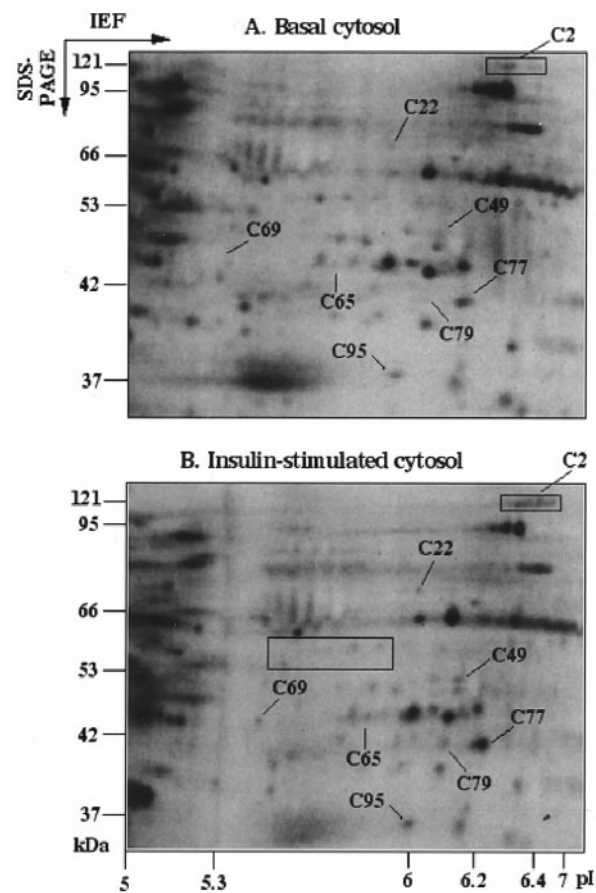 IEF
SDS-
PAGE
A. Basal cytosol
C2
121
95
C22
66
53
C49
C69
C77
42
C65
C79
C95
37
B. Insulin-stimulated cytosol
C2
121
95
C22
66
53
C49
C69
C77
42
C65
C79
C95
37
kDa
5 5.3 6 6.2 6.4 7 pI